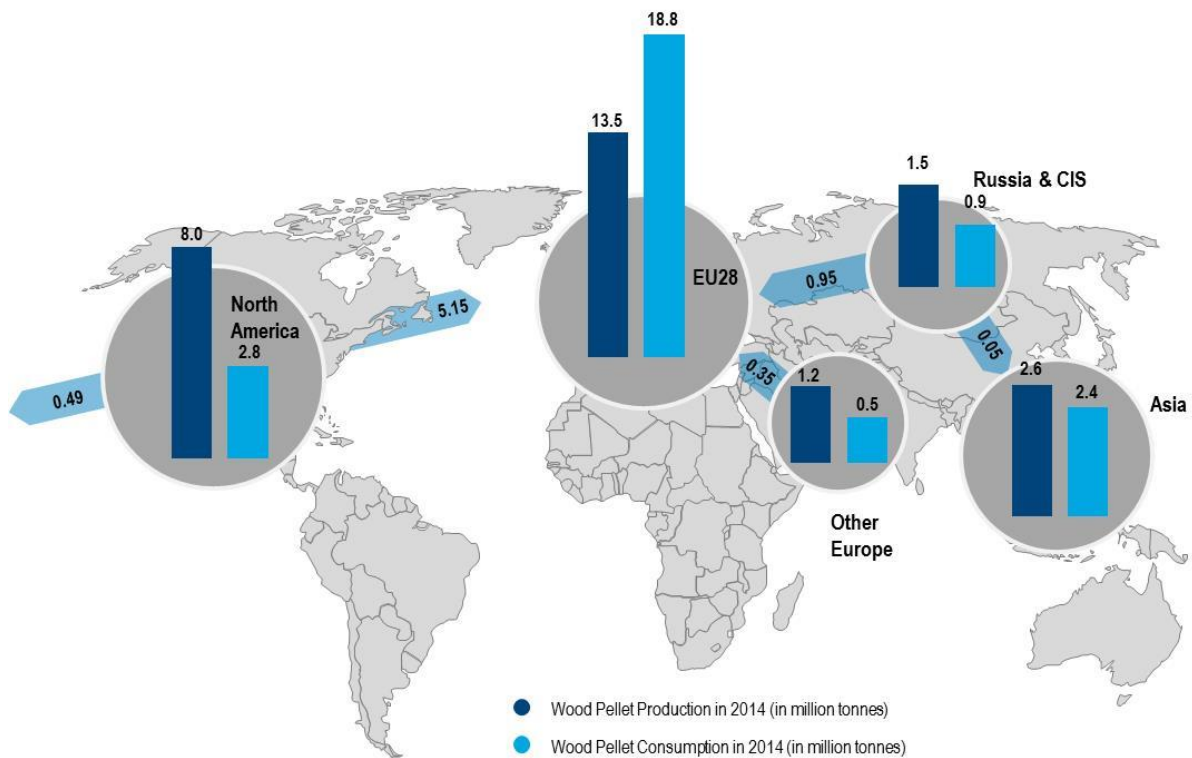 18.8
13.5
EU28
8.0
North
America
2.8
5.15
0.49
1.5
Russia & CIS
0.9
0.95
0.05
0.35
1.2
0.5
Other
Europe
2.6
2.4
Asia
Wood Pellet Production in 2014 (in million tonnes)
Wood Pellet Consumption in 2014 (in million tonnes)